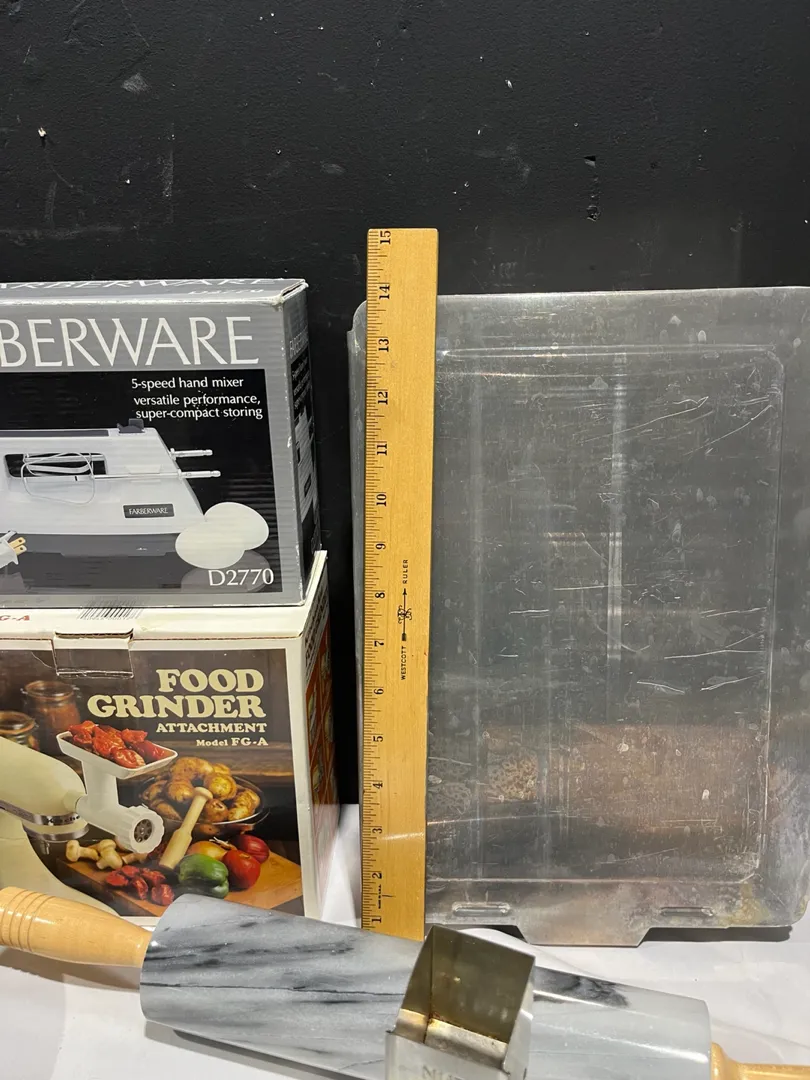 BERWARE
5-speed hand mixer
versatile performance,
super-compact storing
FARBERWARE
D2770
G-A
FOOD
GRINDER
ATTACHMENT
Model FG-A
15
14
13
12
11
10
9
8
7
6
5
4
3
2
1
WESTCOTT RULER